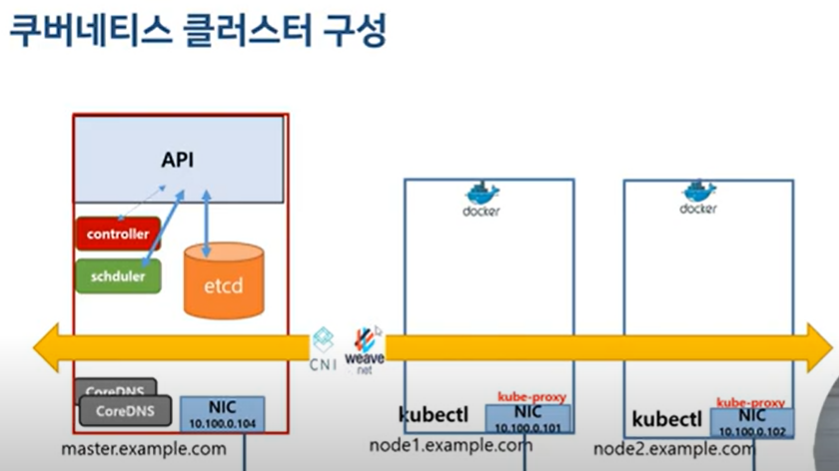 쿠버네티스 클러스터 구성
API
controller
schduler
etcd
CoreDNS
CoreDNS
NIC
10.100.0.104
master.example.com
CNI
weave
net
docker
kubectl
kube-proxy
NIC
10.100.0.101
node1.example.com
docker
kubectl
kube-proxy
NIC
10.100.0.102
node2.example.com